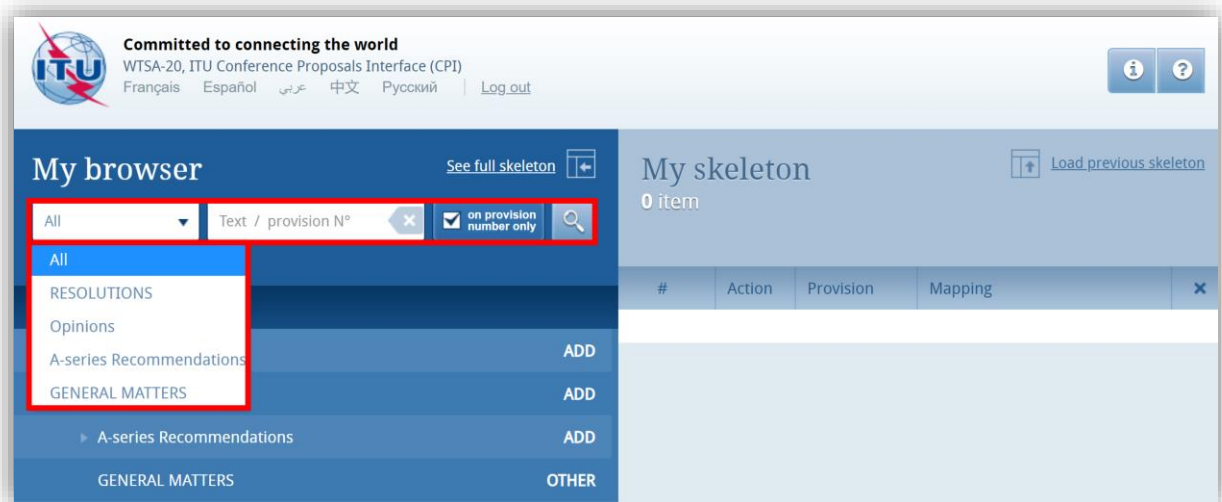 ITU
Committed to connecting the world
WTSA-20, ITU Conference Proposals Interface (CPI)
Français Español عربي 中文 Русский Log out
i ?
My browser See full skeleton
All Text / provision N° on provision number only
All
RESOLUTIONS
Opinions
A-series Recommendations
GENERAL MATTERS
ADD
ADD
A-series Recommendations ADD
GENERAL MATTERS OTHER
My skeleton Load previous skeleton
0 item
# Action Provision Mapping